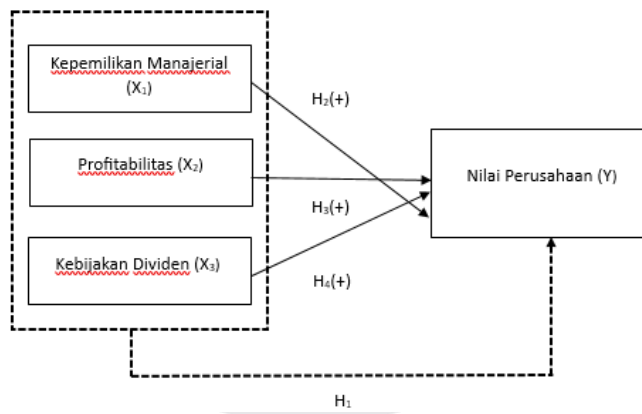 Kepemilikan Manajerial
(X₁)
H₂(+)
Profitabilitas (X₂)
Nilai Perusahaan (Y)
H₃(+)
Kebijakan Dividen (X₃)
H₄(+)
H₁